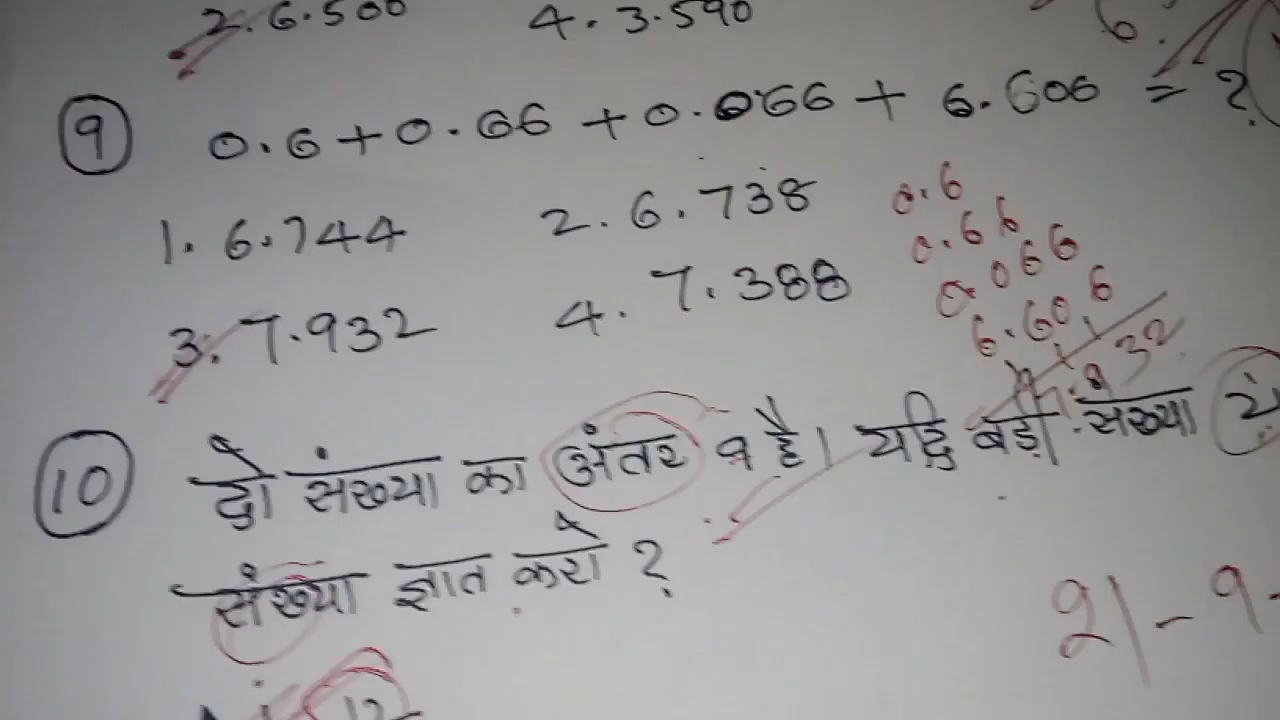 2. 6.500 4. 3.590
6.
9 0.6 + 0.66 + 0.066 + 6.606 = ?
1. 6.744 2. 6.738
3. 7.932 4. 7.388
0.6
0.66
0.066
6.606
7.932
10 दो संख्या का अंतर 9 है। यदि बड़ी संख्या
संख्या ज्ञात करो ?
21 - 9
12